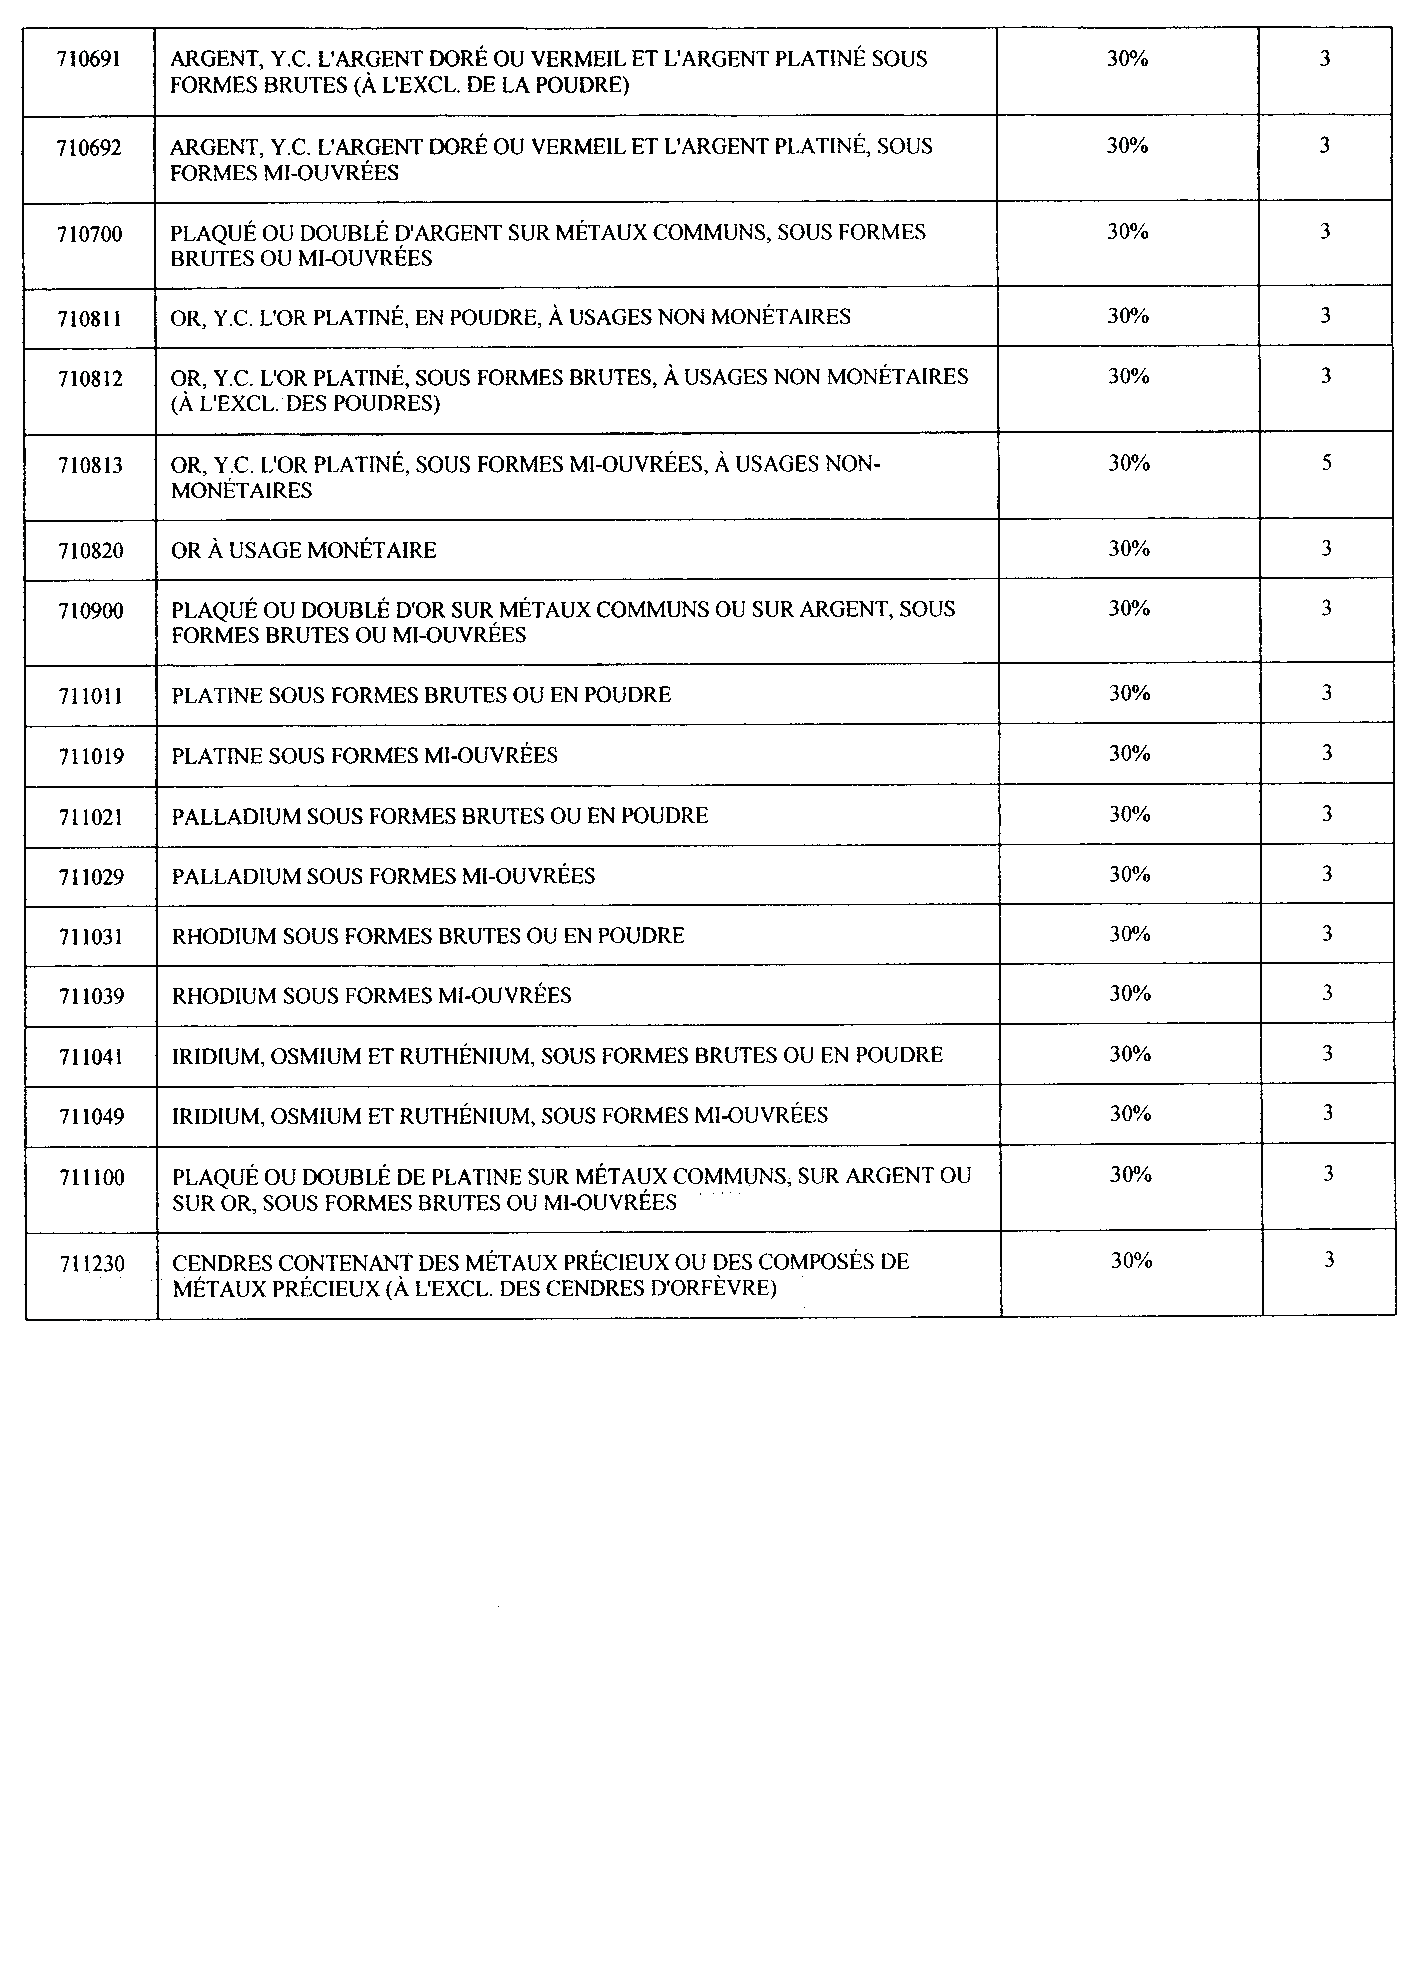 710691 ARGENT, Y.C. L'ARGENT DORÉ OU VERMEIL ET L'ARGENT PLATINÉ SOUS 30% 3
FORMES BRUTES (À L'EXCL. DE LA POUDRE)
710692 ARGENT, Y.C. L'ARGENT DORÉ OU VERMEIL ET L'ARGENT PLATINÉ, SOUS 30% 3
FORMES MI-OUVRÉES
710700 PLAQUÉ OU DOUBLÉ D'ARGENT SUR MÉTAUX COMMUNS, SOUS FORMES 30% 3
BRUTES OU MI-OUVRÉES
710811 OR, Y.C. L'OR PLATINÉ, EN POUDRE, À USAGES NON MONÉTAIRES 30% 3
710812 OR, Y.C. L'OR PLATINÉ, SOUS FORMES BRUTES, À USAGES NON MONÉTAIRES 30% 3
(À L'EXCL. DES POUDRES)
710813 OR, Y.C. L'OR PLATINÉ, SOUS FORMES MI-OUVRÉES, À USAGES NON- 30% 5
MONÉTAIRES
710820 OR À USAGE MONÉTAIRE 30% 3
710900 PLAQUÉ OU DOUBLÉ D'OR SUR MÉTAUX COMMUNS OU SUR ARGENT, SOUS 30% 3
FORMES BRUTES OU MI-OUVRÉES
711011 PLATINE SOUS FORMES BRUTES OU EN POUDRE 30% 3
711019 PLATINE SOUS FORMES MI-OUVRÉES 30% 3
711021 PALLADIUM SOUS FORMES BRUTES OU EN POUDRE 30% 3
711029 PALLADIUM SOUS FORMES MI-OUVRÉES 30% 3
711031 RHODIUM SOUS FORMES BRUTES OU EN POUDRE 30% 3
711039 RHODIUM SOUS FORMES MI-OUVRÉES 30% 3
711041 IRIDIUM, OSMIUM ET RUTHÉNIUM, SOUS FORMES BRUTES OU EN POUDRE 30% 3
711049 IRIDIUM, OSMIUM ET RUTHÉNIUM, SOUS FORMES MI-OUVRÉES 30% 3
711100 PLAQUÉ OU DOUBLÉ DE PLATINE SUR MÉTAUX COMMUNS, SUR ARGENT OU 30% 3
SUR OR, SOUS FORMES BRUTES OU MI-OUVRÉES
711230 CENDRES CONTENANT DES MÉTAUX PRÉCIEUX OU DES COMPOSÉS DE 30% 3
MÉTAUX PRÉCIEUX (À L'EXCL. DES CENDRES D'ORFÈVRE)